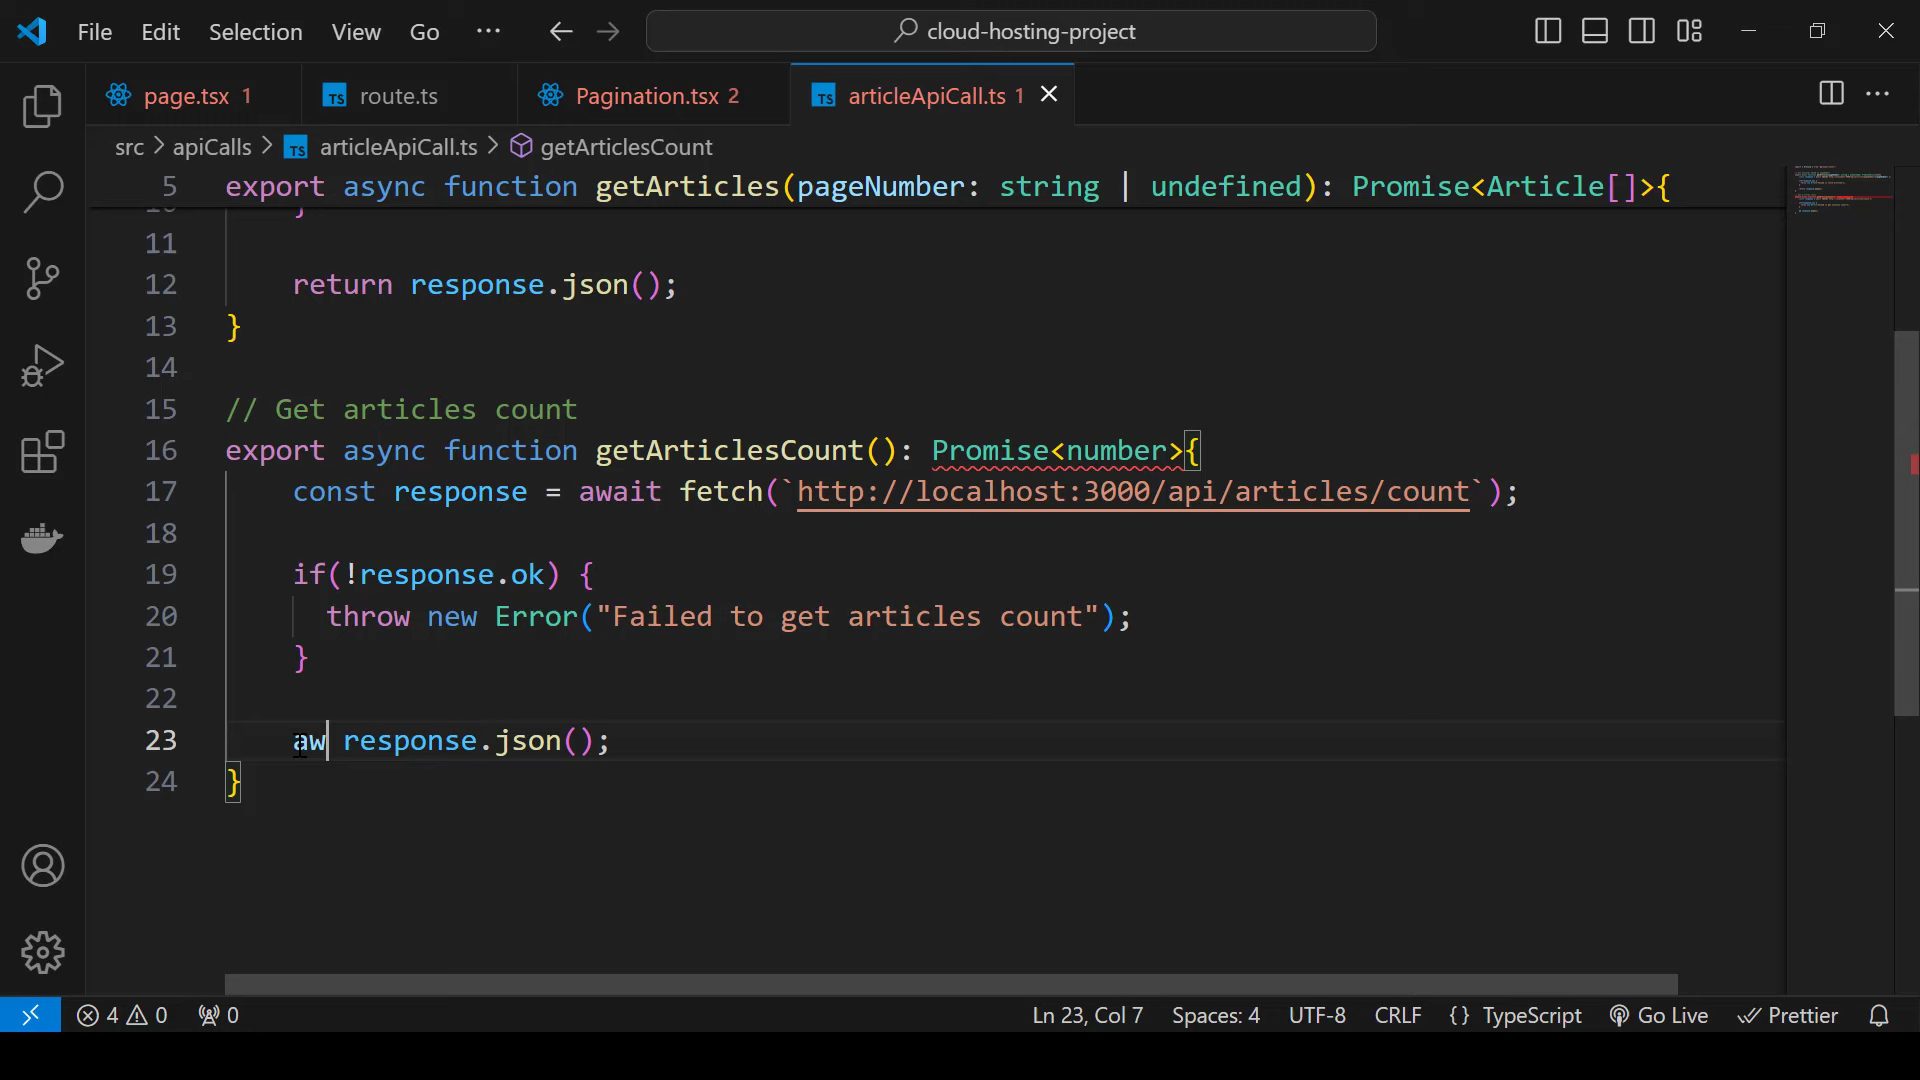 File Edit Selection View Go ··· cloud-hosting-project
page.tsx 1 TS route.ts Pagination.tsx 2 TS articleApiCall.ts 1
src > apiCalls > TS articleApiCall.ts > getArticlesCount
5 export async function getArticles(pageNumber: string | undefined): Promise<Article[]>{
10 }
11
12 return response.json();
13 }
14
15 // Get articles count
16 export async function getArticlesCount(): Promise<number>{
17 const response = await fetch(`http://localhost:3000/api/articles/count`);
18
19 if(!response.ok) {
20 throw new Error("Failed to get articles count");
21 }
22
23 aw response.json();
24 }
4 0 0 Ln 23, Col 7 Spaces: 4 UTF-8 CRLF {} TypeScript Go Live Prettier